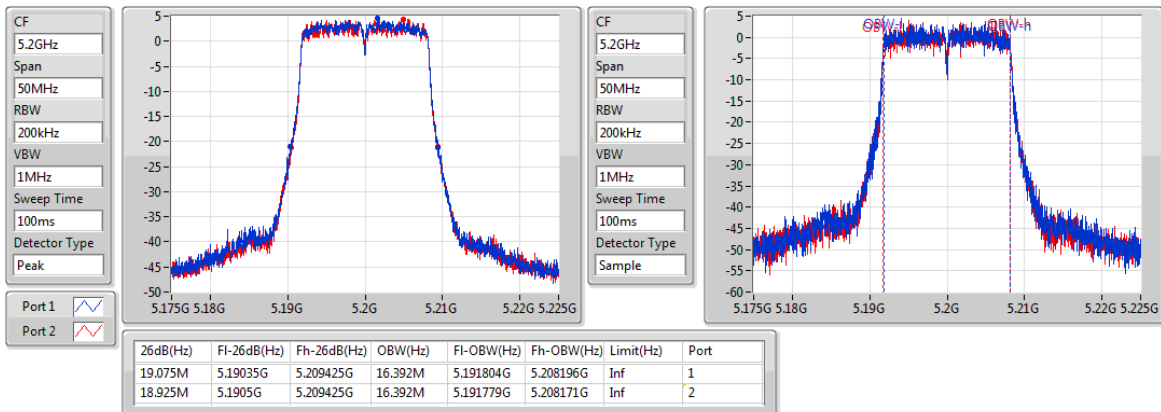 CF
5.2GHz
Span
50MHz
RBW
200kHz
VBW
1MHz
Sweep Time
100ms
Detector Type
Peak
Port 1
Port 2
5
0
-5
-10
-15
-20
-25
-30
-35
-40
-45
-50
5.175G 5.18G 5.19G 5.2G 5.21G 5.22G 5.225G
CF
5.2GHz
Span
50MHz
RBW
200kHz
VBW
1MHz
Sweep Time
100ms
Detector Type
Sample
OBW-l OBW-h
5
0
-5
-10
-15
-20
-25
-30
-35
-40
-45
-50
-55
-60
5.175G 5.18G 5.19G 5.2G 5.21G 5.22G 5.225G
26dB(Hz) Fl-26dB(Hz) Fh-26dB(Hz) OBW(Hz) Fl-OBW(Hz) Fh-OBW(Hz) Limit(Hz) Port
19.075M 5.19035G 5.209425G 16.392M 5.191804G 5.208196G Inf 1
18.925M 5.1905G 5.209425G 16.392M 5.191779G 5.208171G Inf 2